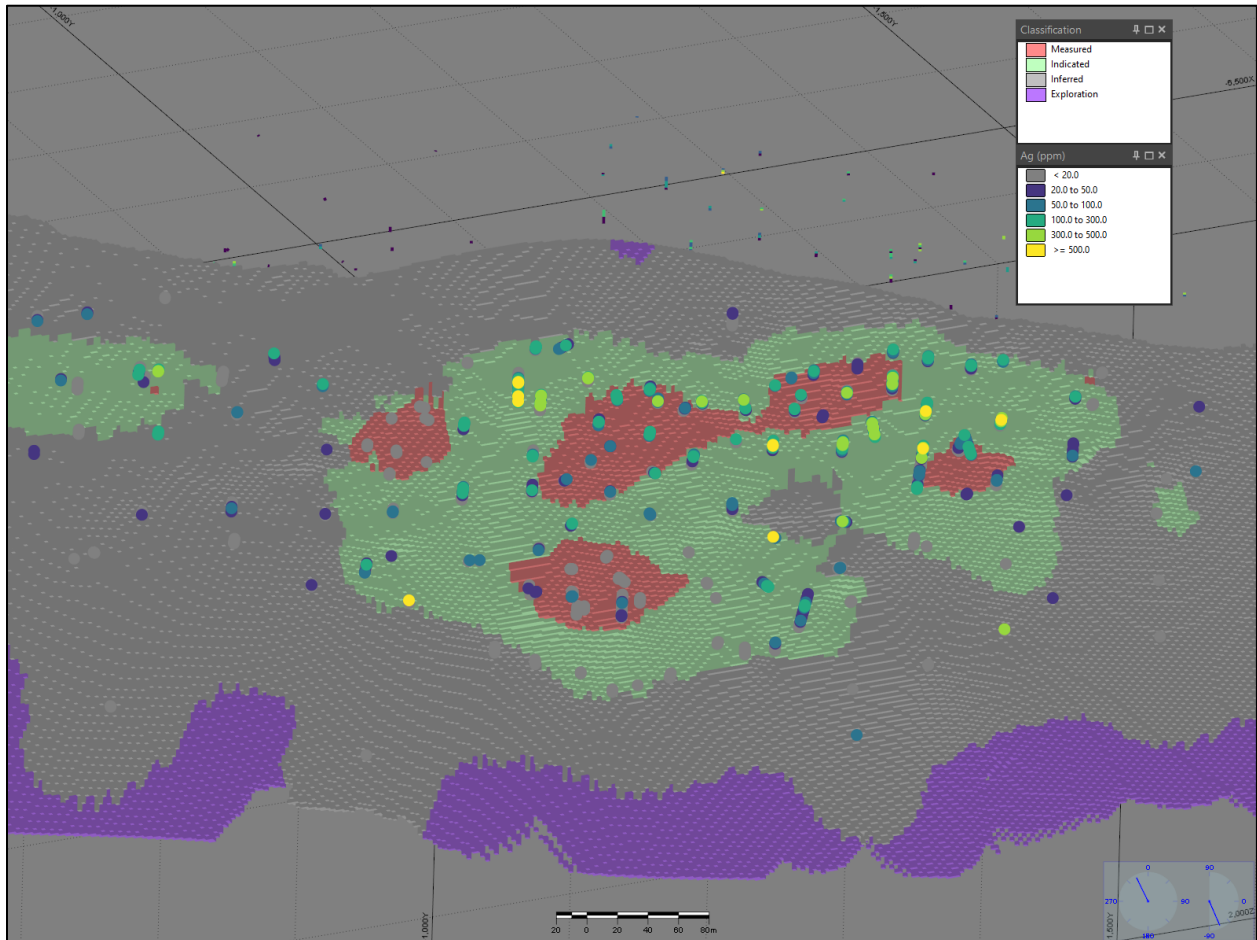 -1,000Y
-1,500Y
-6,500X
Classification
Measured
Indicated
Inferred
Exploration
Ag (ppm)
< 20.0
20.0 to 50.0
50.0 to 100.0
100.0 to 300.0
300.0 to 500.0
>= 500.0
0 90
270 90 0
180 -90
2,000Z
1,000Y
1,500Y
20 0 20 40 60 80m